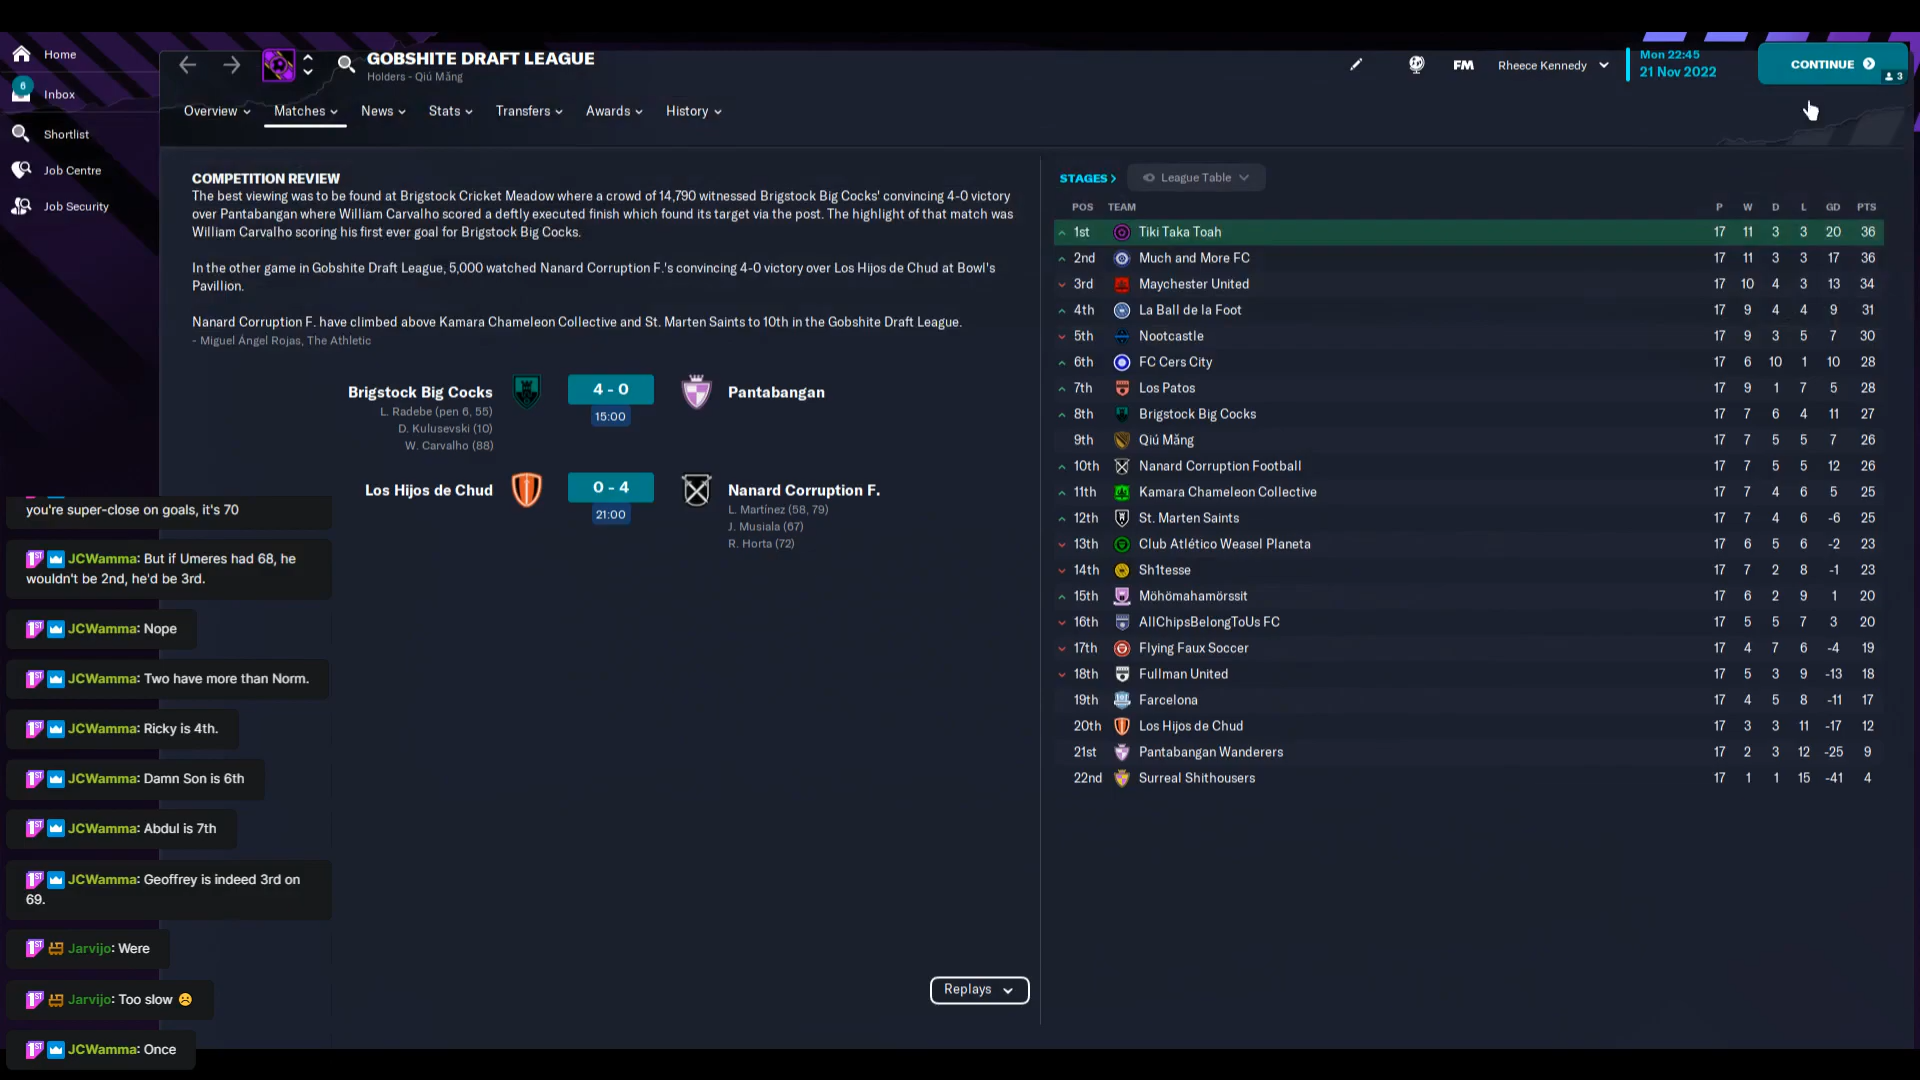 Home
6
Inbox
Shortlist
Job Centre
Job Security
GOBSHITE DRAFT LEAGUE
Holders - Qiú Mǎng
FM
Rheece Kennedy
Mon 22:45
21 Nov 2022
CONTINUE
3
Overview
Matches
News
Stats
Transfers
Awards
History
COMPETITION REVIEW
The best viewing was to be found at Brigstock Cricket Meadow where a crowd of 14,790 witnessed Brigstock Big Cocks' convincing 4-0 victory
over Pantabangan where William Carvalho scored a deftly executed finish which found its target via the post. The highlight of that match was
William Carvalho scoring his first ever goal for Brigstock Big Cocks.
In the other game in Gobshite Draft League, 5,000 watched Nanard Corruption F.'s convincing 4-0 victory over Los Hijos de Chud at Bowl's
Pavillion.
Nanard Corruption F. have climbed above Kamara Chameleon Collective and St. Marten Saints to 10th in the Gobshite Draft League.
- Miguel Ángel Rojas, The Athletic
Brigstock Big Cocks 4 - 0 Pantabangan
L. Radebe (pen 6, 55) 15:00
D. Kulusevski (10)
W. Carvalho (88)
Los Hijos de Chud 0 - 4 Nanard Corruption F.
21:00 L. Martínez (58, 79)
J. Musiala (67)
R. Horta (72)
Replays
STAGES > League Table
POS TEAM P W D L GD PTS
1st Tiki Taka Toah 17 11 3 3 20 36
2nd Much and More FC 17 11 3 3 17 36
3rd Maychester United 17 10 4 3 13 34
4th La Ball de la Foot 17 9 4 4 9 31
5th Nootcastle 17 9 3 5 7 30
6th FC Cers City 17 6 10 1 10 28
7th Los Patos 17 9 1 7 5 28
8th Brigstock Big Cocks 17 7 6 4 11 27
9th Qiú Mǎng 17 7 5 5 7 26
10th Nanard Corruption Football 17 7 5 5 12 26
11th Kamara Chameleon Collective 17 7 4 6 5 25
12th St. Marten Saints 17 7 4 6 -6 25
13th Club Atlético Weasel Planeta 17 6 5 6 -2 23
14th Sh1tesse 17 7 2 8 -1 23
15th Möhömahamörssit 17 6 2 9 1 20
16th AllChipsBelongToUs FC 17 5 5 7 3 20
17th Flying Faux Soccer 17 4 7 6 -4 19
18th Fullman United 17 5 3 9 -13 18
19th Farcelona 17 4 5 8 -11 17
20th Los Hijos de Chud 17 3 3 11 -17 12
21st Pantabangan Wanderers 17 2 3 12 -25 9
22nd Surreal Shithousers 17 1 1 15 -41 4
you're super-close on goals, it's 70
1ST JCWamma: But if Umeres had 68, he
wouldn't be 2nd, he'd be 3rd.
1ST JCWamma: Nope
1ST JCWamma: Two have more than Norm.
1ST JCWamma: Ricky is 4th.
1ST JCWamma: Damn Son is 6th
1ST JCWamma: Abdul is 7th
1ST JCWamma: Geoffrey is indeed 3rd on
69.
1ST Jarvijo: Were
1ST Jarvijo: Too slow ☹️
1ST JCWamma: Once